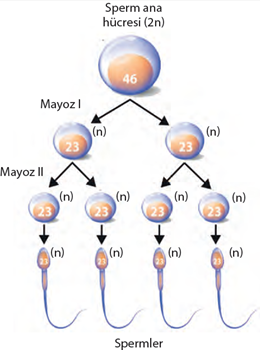 Sperm ana
hücresi (2n)
46
Mayoz I
(n) (n)
23 23
Mayoz II
(n) (n) (n) (n)
23 23 23 23
(n) (n) (n) (n)
23 23 23 23
Spermler